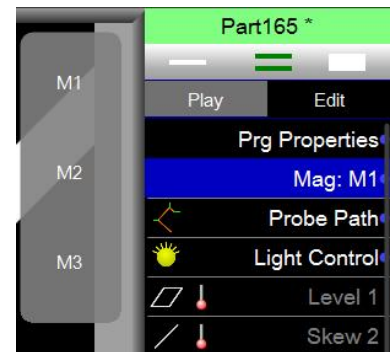 Part165 *
M1
M2
M3
Play Edit
Prg Properties
Mag: M1
Probe Path
Light Control
Level 1
Skew 2